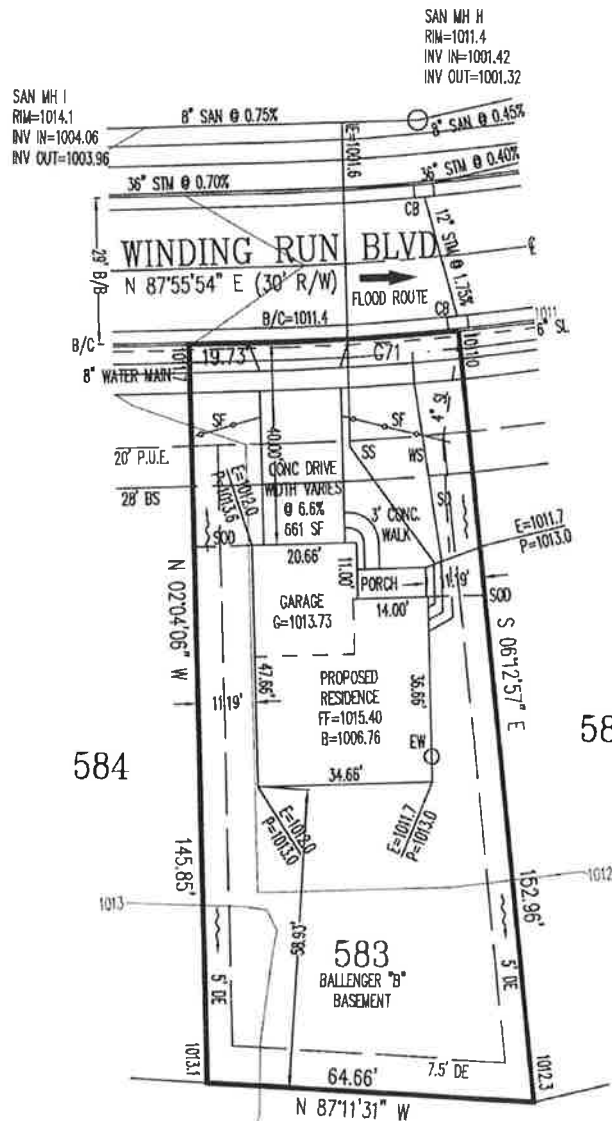 SAN MH H
RIM=1011.4
INV IN=1001.42
INV OUT=1001.32
SAN MH I
RIM=1014.1
INV IN=1004.06
INV OUT=1003.96
8" SAN @ 0.75%
8" SAN @ 0.45%
E=1001.6
36" STM @ 0.70%
36" STM @ 0.40%
CB
12" STM @ 1.75%
29' B/B
WINDING RUN BLVD
N 87°55'54" E (30' R/W)
FLOOD ROUTE
B/C=1011.4
CB
1011
6" SL
B/C
1011.7
19.73'
G71
1011.0
8" WATER MAIN
SF
SF
4" SL
40.00'
20' P.U.E.
SS
WS
28' BS
E=1012.0
P=1013.6
CONC DRIVE
WIDTH VARIES
@ 6.6%
661 SF
3' CONC.
WALK
SD
E=1011.7
P=1013.0
SOD
20.66'
11.00'
PORCH
11.19'
14.00'
SOD
GARAGE
G=1013.73
N 02°04'06" W
S 06°12'57" E
47.66'
36.66'
11.19'
PROPOSED
RESIDENCE
FF=1015.40
B=1006.76
EW
584
58
34.66'
E=1012.0
P=1013.0
E=1011.7
P=1013.0
145.85'
152.96'
1012
1013
58.93'
583
BALLENGER "B"
BASEMENT
5' DE
5' DE
7.5' DE
1013.1
64.66'
1012.3
N 87°11'31" W